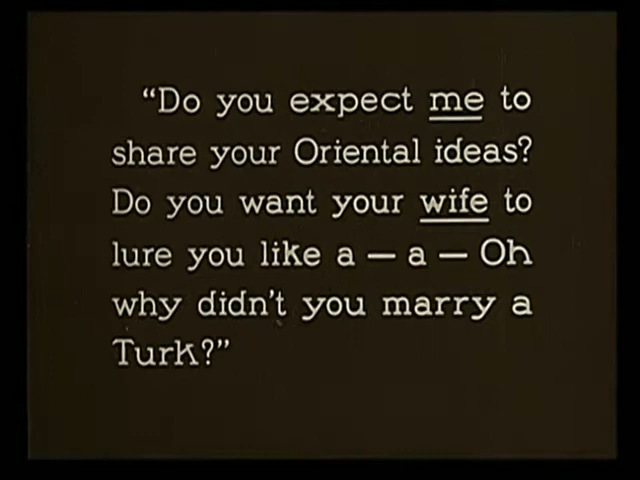 “Do you expect me to
share your Oriental ideas?
Do you want your wife to
lure you like a — a — Oh
why didn't you marry a
Turk?”